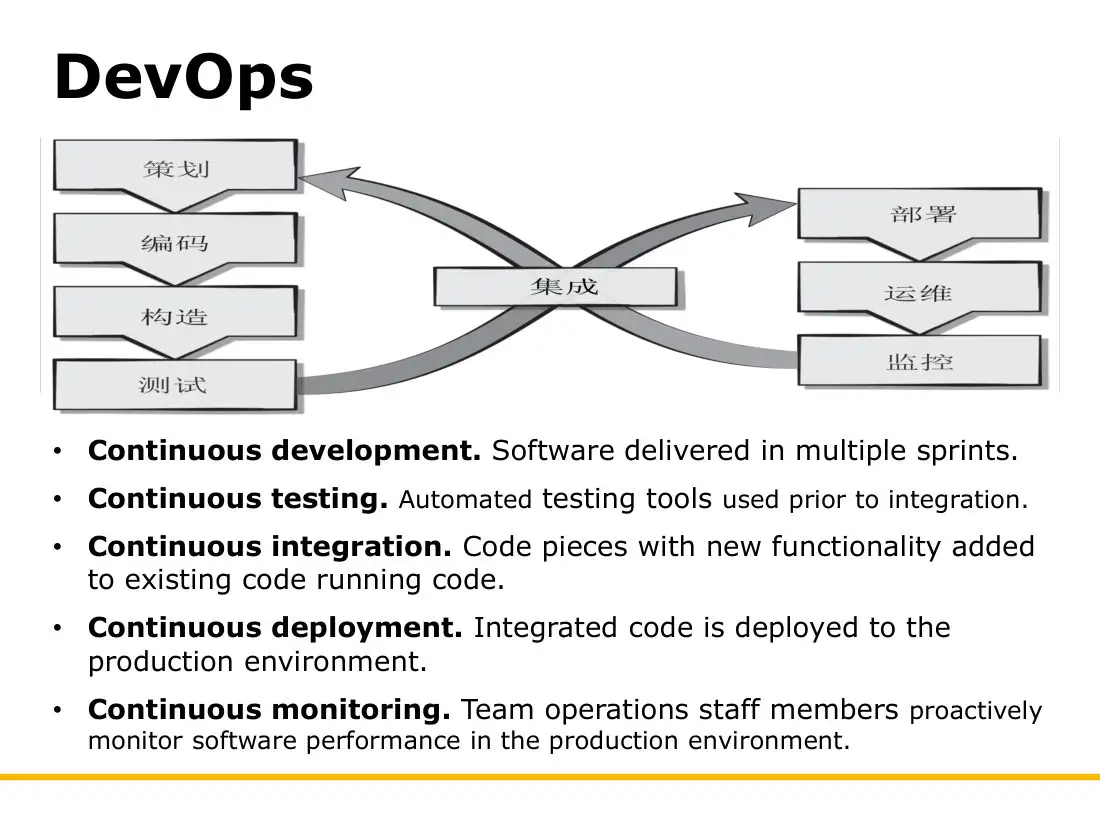 DevOps
策划
编码
构造
测试
集成
部署
运维
监控
• Continuous development. Software delivered in multiple sprints.
• Continuous testing. Automated testing tools used prior to integration.
• Continuous integration. Code pieces with new functionality added
to existing code running code.
• Continuous deployment. Integrated code is deployed to the
production environment.
• Continuous monitoring. Team operations staff members proactively
monitor software performance in the production environment.